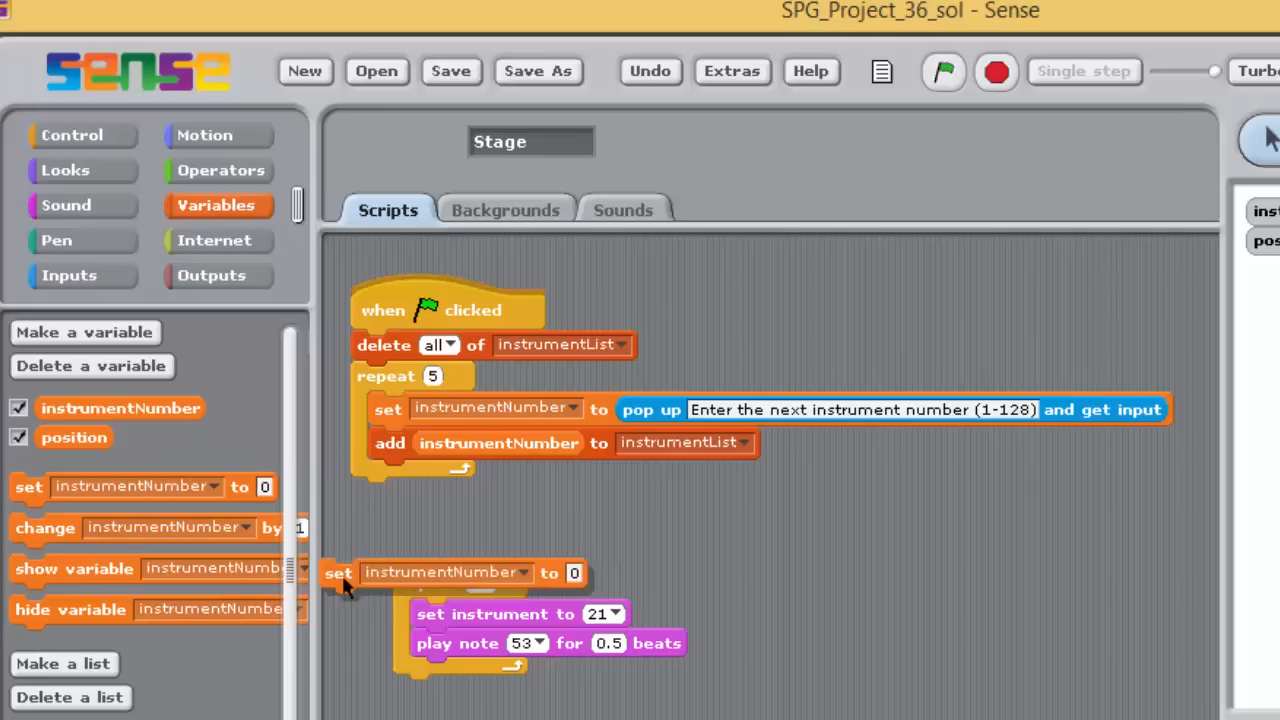 SPG_Project_36_sol - Sense
sense
New
Open
Save
Save As
Undo
Extras
Help
Single step
Turbo
Control
Motion
Looks
Operators
Sound
Variables
Pen
Internet
Inputs
Outputs
Stage
Scripts
Backgrounds
Sounds
Make a variable
Delete a variable
instrumentNumber
position
set instrumentNumber to 0
change instrumentNumber by 1
show variable instrumentNumb
hide variable instrumentNumbe
Make a list
Delete a list
when clicked
delete all of instrumentList
repeat 5
set instrumentNumber to pop up Enter the next instrument number (1-128) and get input
add instrumentNumber to instrumentList
set instrumentNumber to 0
set instrument to 21
play note 53 for 0.5 beats
inst
pos